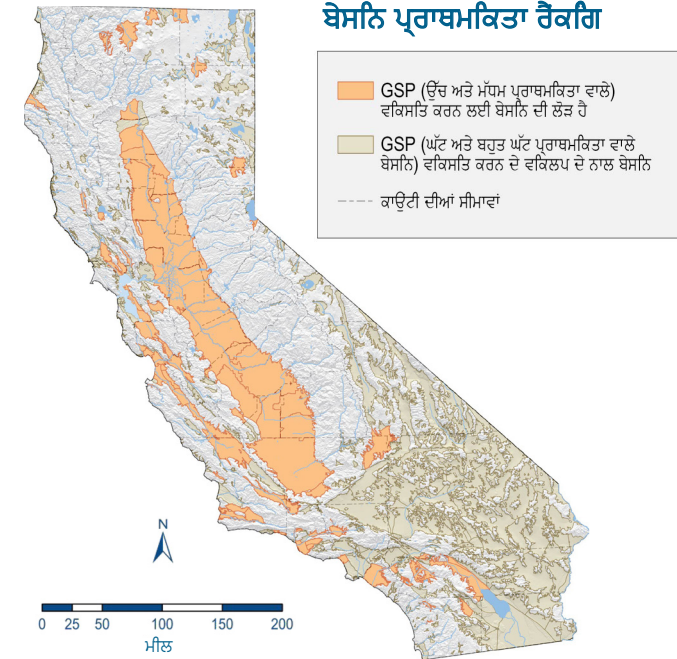 ਬੇਸਨਿ ਪ੍ਰਾਥਮਕਿਤਾ ਰੈਂਕਗਿ
GSP (ਉੱਚ ਅਤੇ ਮੱਧਮ ਪ੍ਰਾਥਮਕਿਤਾ ਵਾਲੇ)
ਵਕਿਸਤਿ ਕਰਨ ਲਈ ਬੇਸਨਿ ਦੀ ਲੋੜ ਹੈ
GSP (ਘੱਟ ਅਤੇ ਬਹੁਤ ਘੱਟ ਪ੍ਰਾਥਮਕਿਤਾ ਵਾਲੇ
ਬੇਸਨਿ) ਵਕਿਸਤਿ ਕਰਨ ਦੇ ਵਕਿਲਪ ਦੇ ਨਾਲ ਬੇਸਨਿ
ਕਾਉਂਟੀ ਦੀਆਂ ਸੀਮਾਵਾਂ
N
0 25 50 100 150 200
ਮੀਲ